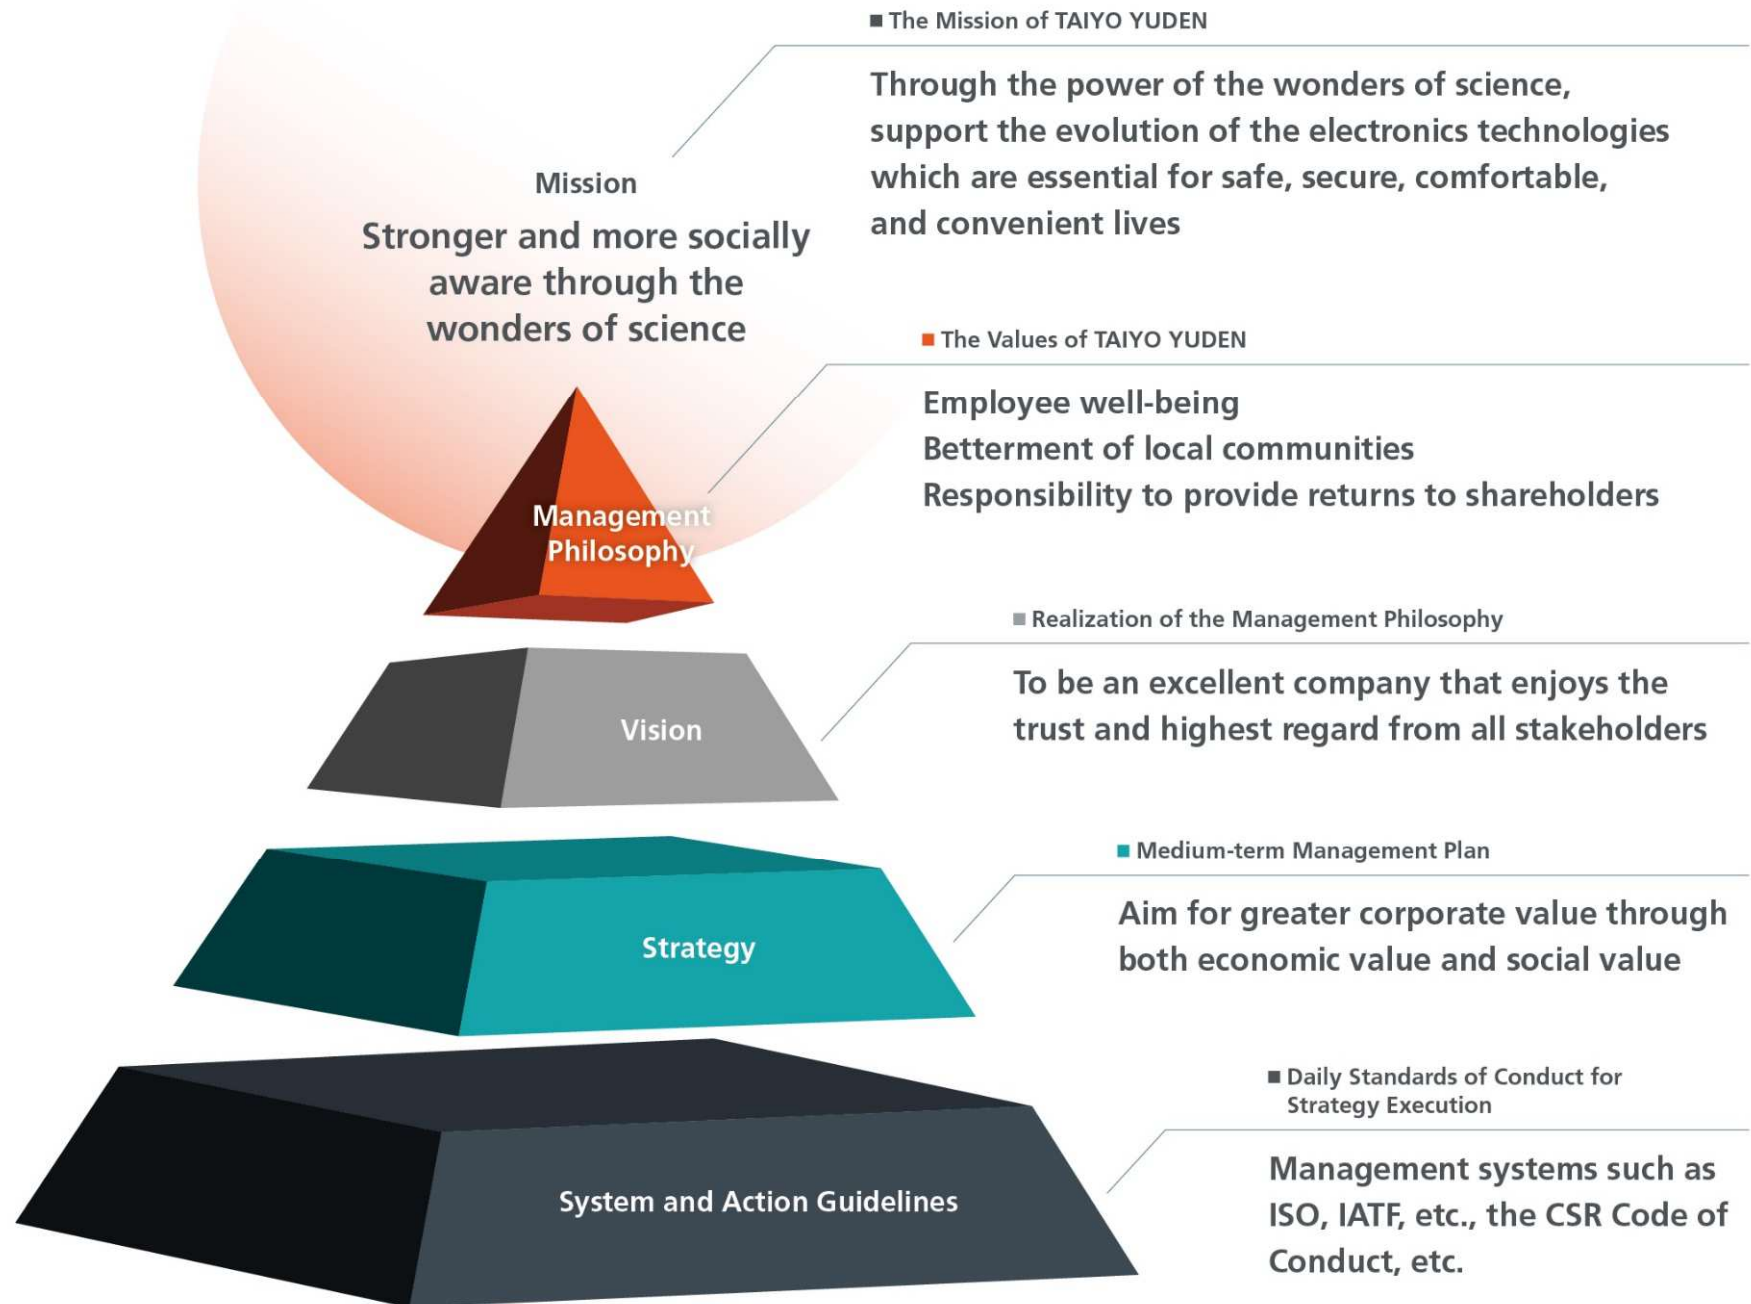 The Mission of TAIYO YUDEN
Through the power of the wonders of science,
support the evolution of the electronics technologies
which are essential for safe, secure, comfortable,
and convenient lives
Mission
Stronger and more socially
aware through the
wonders of science
The Values of TAIYO YUDEN
Employee well-being
Betterment of local communities
Responsibility to provide returns to shareholders
Management
Philosophy
Realization of the Management Philosophy
To be an excellent company that enjoys the
trust and highest regard from all stakeholders
Vision
Medium-term Management Plan
Aim for greater corporate value through
both economic value and social value
Strategy
Daily Standards of Conduct for
Strategy Execution
Management systems such as
ISO, IATF, etc., the CSR Code of
Conduct, etc.
System and Action Guidelines